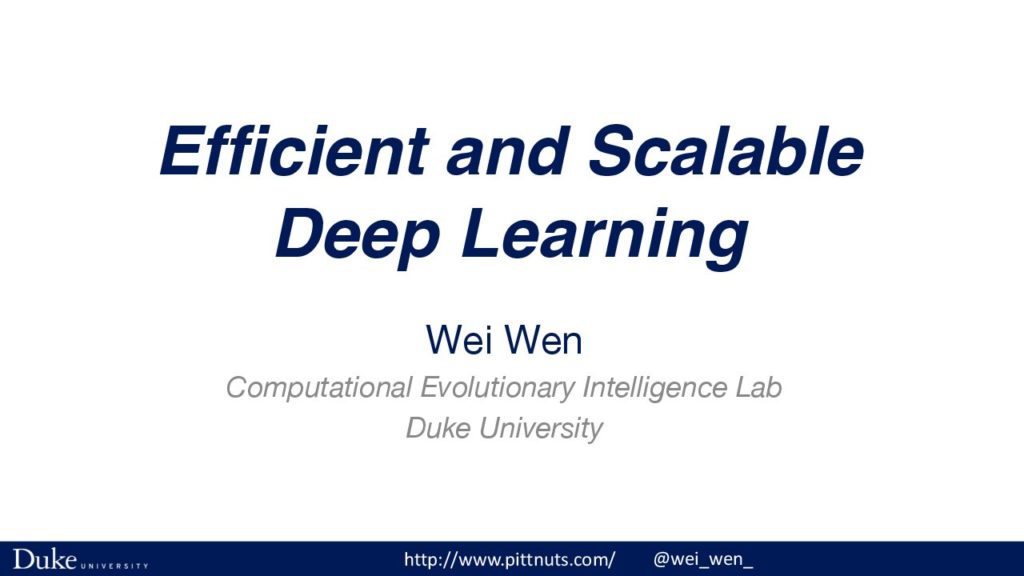 Efficient and Scalable
Deep Learning
Wei Wen
Computational Evolutionary Intelligence Lab
Duke University
Duke UNIVERSITY http://www.pittnuts.com/ @wei_wen_